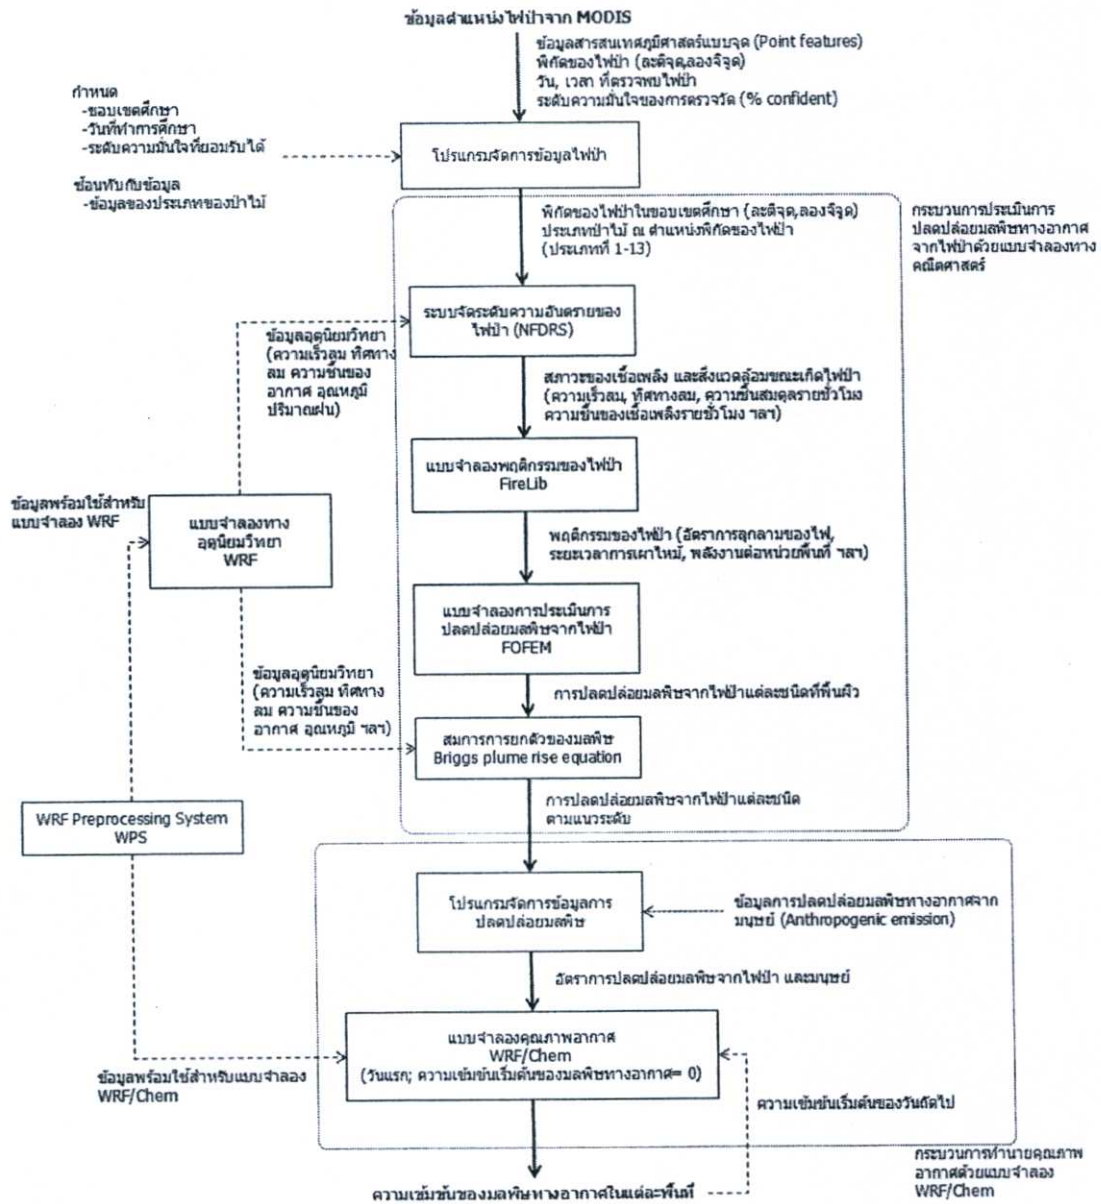 ข้อมูลตำแหน่งไฟป่าจาก MODIS
ข้อมูลสารสนเทศภูมิศาสตร์แบบจุด (Point features)
พิกัดของไฟป่า (ละติจูด,ลองจิจูด)
วัน, เวลา ที่ตรวจพบไฟป่า
ระดับความมั่นใจของการตรวจวัด (% confident)
กำหนด
-ขอบเขตศึกษา
-วันที่ทำการศึกษา
-ระดับความมั่นใจที่ยอมรับได้
ซ้อนทับกับข้อมูล
-ข้อมูลของประเภทของป่าไม้
โปรแกรมจัดการข้อมูลไฟป่า
พิกัดของไฟป่าในขอบเขตศึกษา (ละติจูด,ลองจิจูด)
ประเภทป่าไม้ ณ ตำแหน่งพิกัดของไฟป่า
(ประเภทที่ 1-13)
กระบวนการประเมินการ
ปลดปล่อยมลพิษทางอากาศ
จากไฟป่าด้วยแบบจำลองทาง
คณิตศาสตร์
ระบบจัดระดับความอันตรายของ
ไฟป่า (NFDRS)
ข้อมูลอุตุนิยมวิทยา
(ความเร็วลม ทิศทาง
ลม ความชื้นของ
อากาศ อุณหภูมิ
ปริมาณฝน)
สภาวะของเชื้อเพลิง และสิ่งแวดล้อมขณะเกิดไฟป่า
(ความเร็วลม, ทิศทางลม, ความชื้นสมดุลรายชั่วโมง
ความชื้นของเชื้อเพลิงรายชั่วโมง ฯลฯ)
แบบจำลองพฤติกรรมของไฟป่า
FireLib
ข้อมูลพร้อมใช้สำหรับ
แบบจำลอง WRF
แบบจำลองทาง
อุตุนิยมวิทยา
WRF
พฤติกรรมของไฟป่า (อัตราการลุกลามของไฟ,
ระยะเวลาการเผาไหม้, พลังงานต่อหน่วยพื้นที่ ฯลฯ)
แบบจำลองการประเมินการ
ปลดปล่อยมลพิษจากไฟป่า
FOFEM
ข้อมูลอุตุนิยมวิทยา
(ความเร็วลม ทิศทาง
ลม ความชื้นของ
อากาศ อุณหภูมิ ฯลฯ)
การปลดปล่อยมลพิษจากไฟป่าแต่ละชนิดที่พื้นผิว
สมการการยกตัวของมลพิษ
Briggs plume rise equation
การปลดปล่อยมลพิษจากไฟป่าแต่ละชนิด
ตามแนวระดับ
WRF Preprocessing System
WPS
โปรแกรมจัดการข้อมูลการ
ปลดปล่อยมลพิษ
ข้อมูลการปลดปล่อยมลพิษทางอากาศจาก
มนุษย์ (Anthropogenic emission)
อัตราการปลดปล่อยมลพิษจากไฟป่า และมนุษย์
แบบจำลองคุณภาพอากาศ
WRF/Chem
(วันแรก; ความเข้มข้นเริ่มต้นของมลพิษทางอากาศ= 0)
ข้อมูลพร้อมใช้สำหรับแบบจำลอง
WRF/Chem
ความเข้มข้นเริ่มต้นของวันถัดไป
กระบวนการทำนายคุณภาพ
อากาศด้วยแบบจำลอง
WRF/Chem
ความเข้มข้นของมลพิษทางอากาศในแต่ละพื้นที่